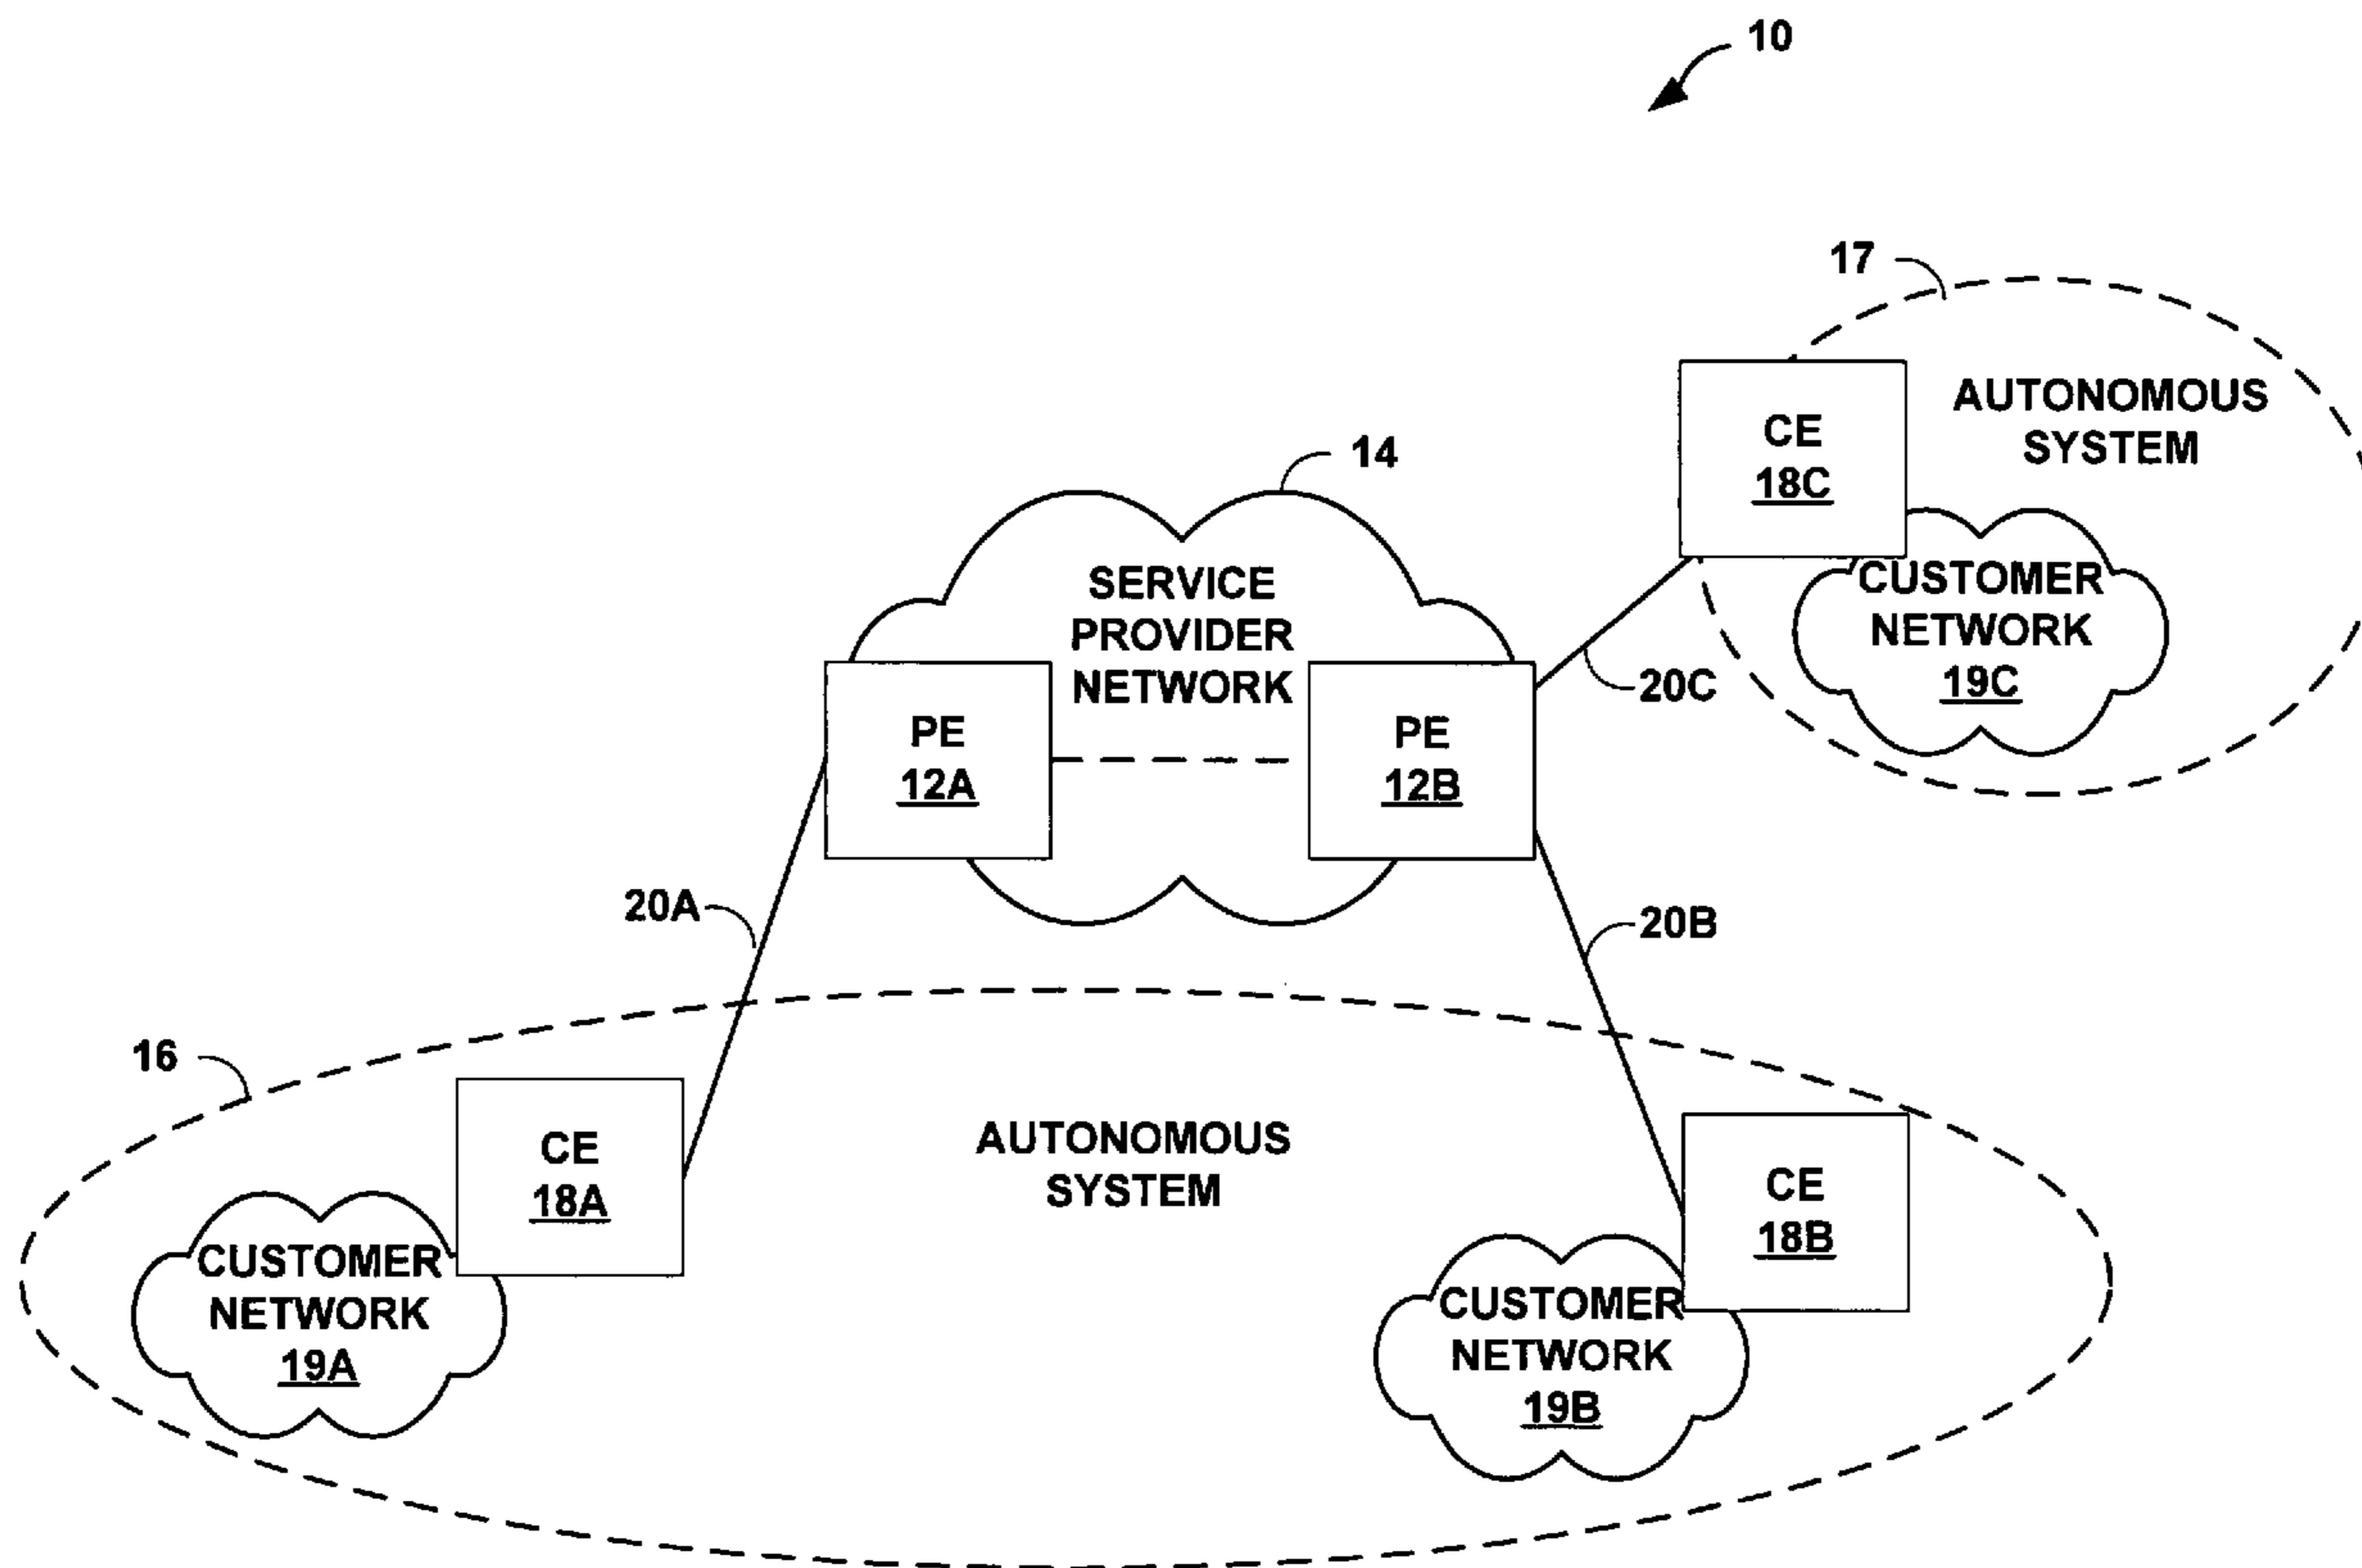 10
17
AUTONOMOUS
SYSTEM
CE
18C
14
CUSTOMER
NETWORK
19C
SERVICE
PROVIDER
NETWORK
20C
PE
12A
PE
12B
20A
20B
16
AUTONOMOUS
SYSTEM
CE
18A
CE
18B
CUSTOMER
NETWORK
19A
CUSTOMER
NETWORK
19B